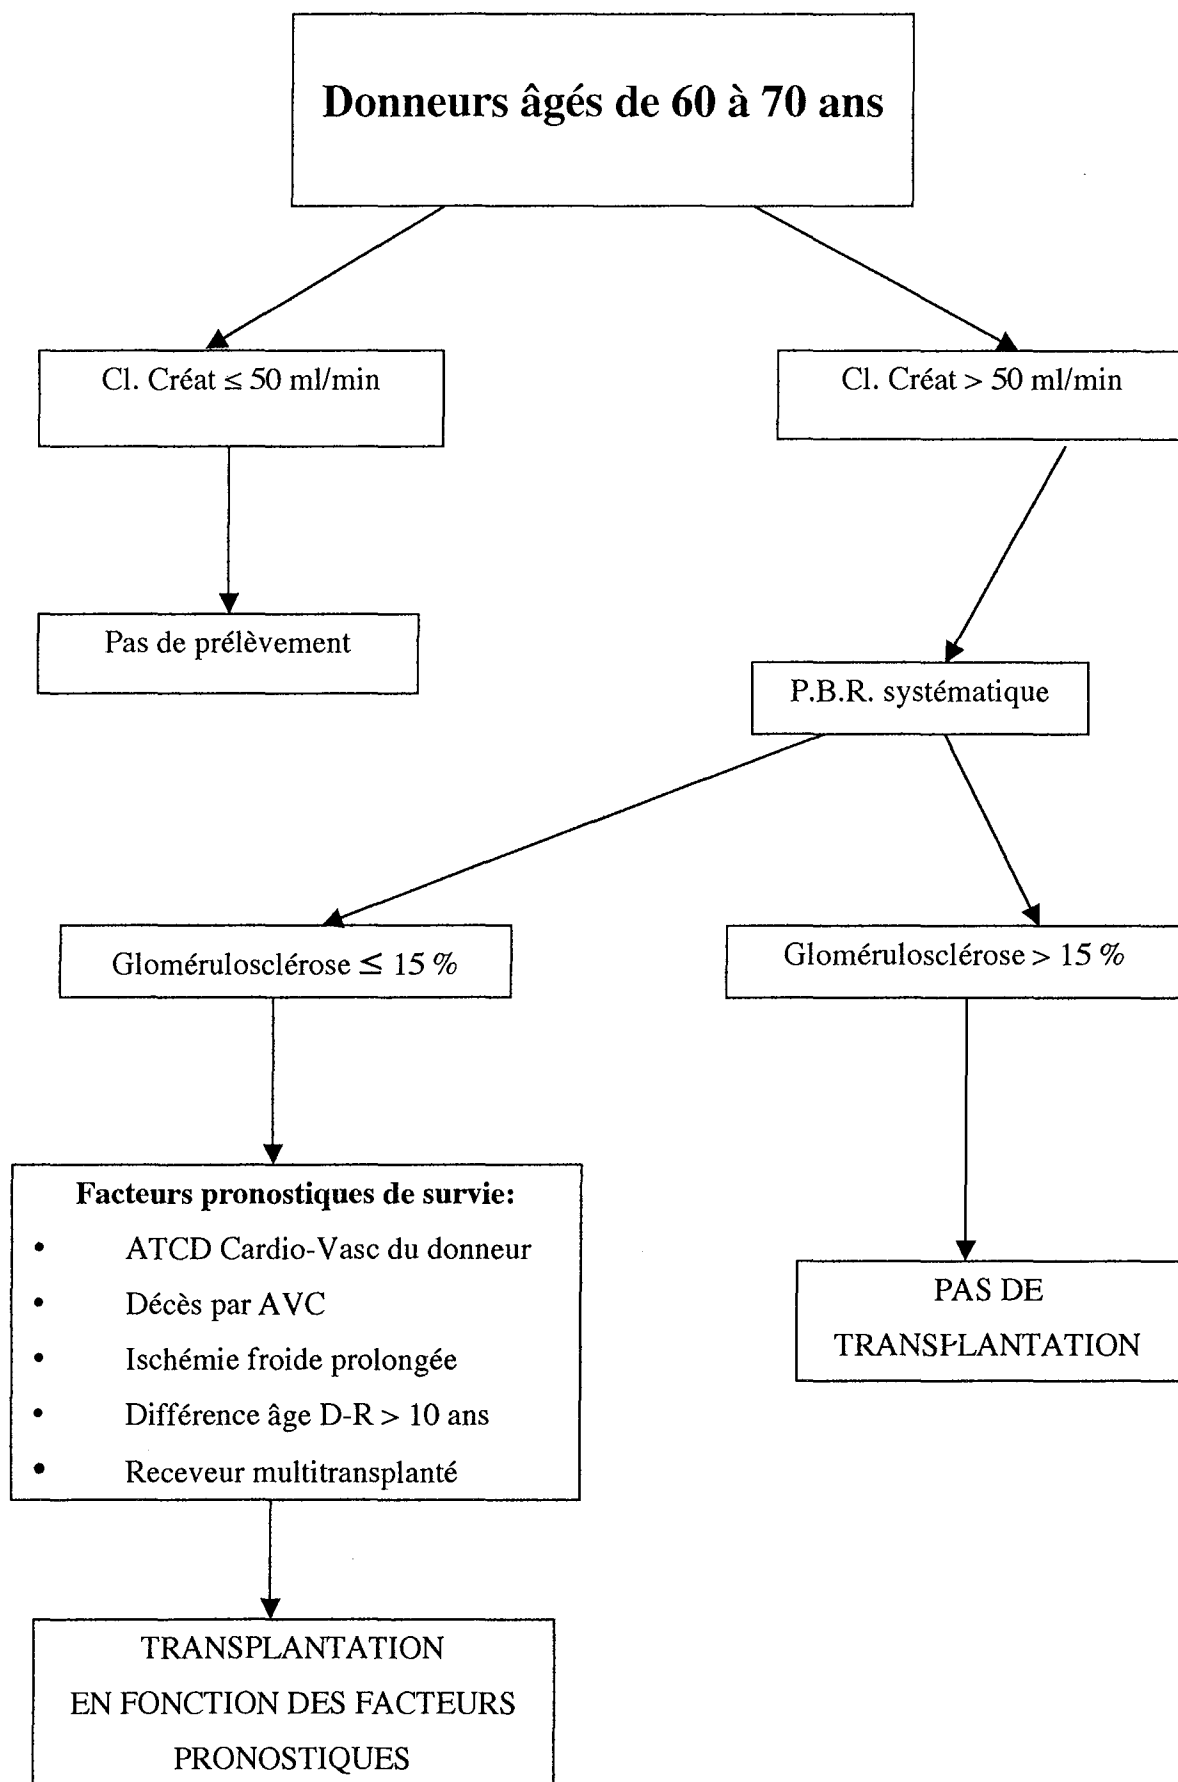 Donneurs âgés de 60 à 70 ans
Cl. Créat ≤ 50 ml/min
Cl. Créat > 50 ml/min
Pas de prélèvement
P.B.R. systématique
Glomérulosclérose ≤ 15 %
Glomérulosclérose > 15 %
Facteurs pronostiques de survie:
• ATCD Cardio-Vasc du donneur
• Décès par AVC
• Ischémie froide prolongée
• Différence âge D-R > 10 ans
• Receveur multitransplanté
PAS DE
TRANSPLANTATION
TRANSPLANTATION
EN FONCTION DES FACTEURS
PRONOSTIQUES